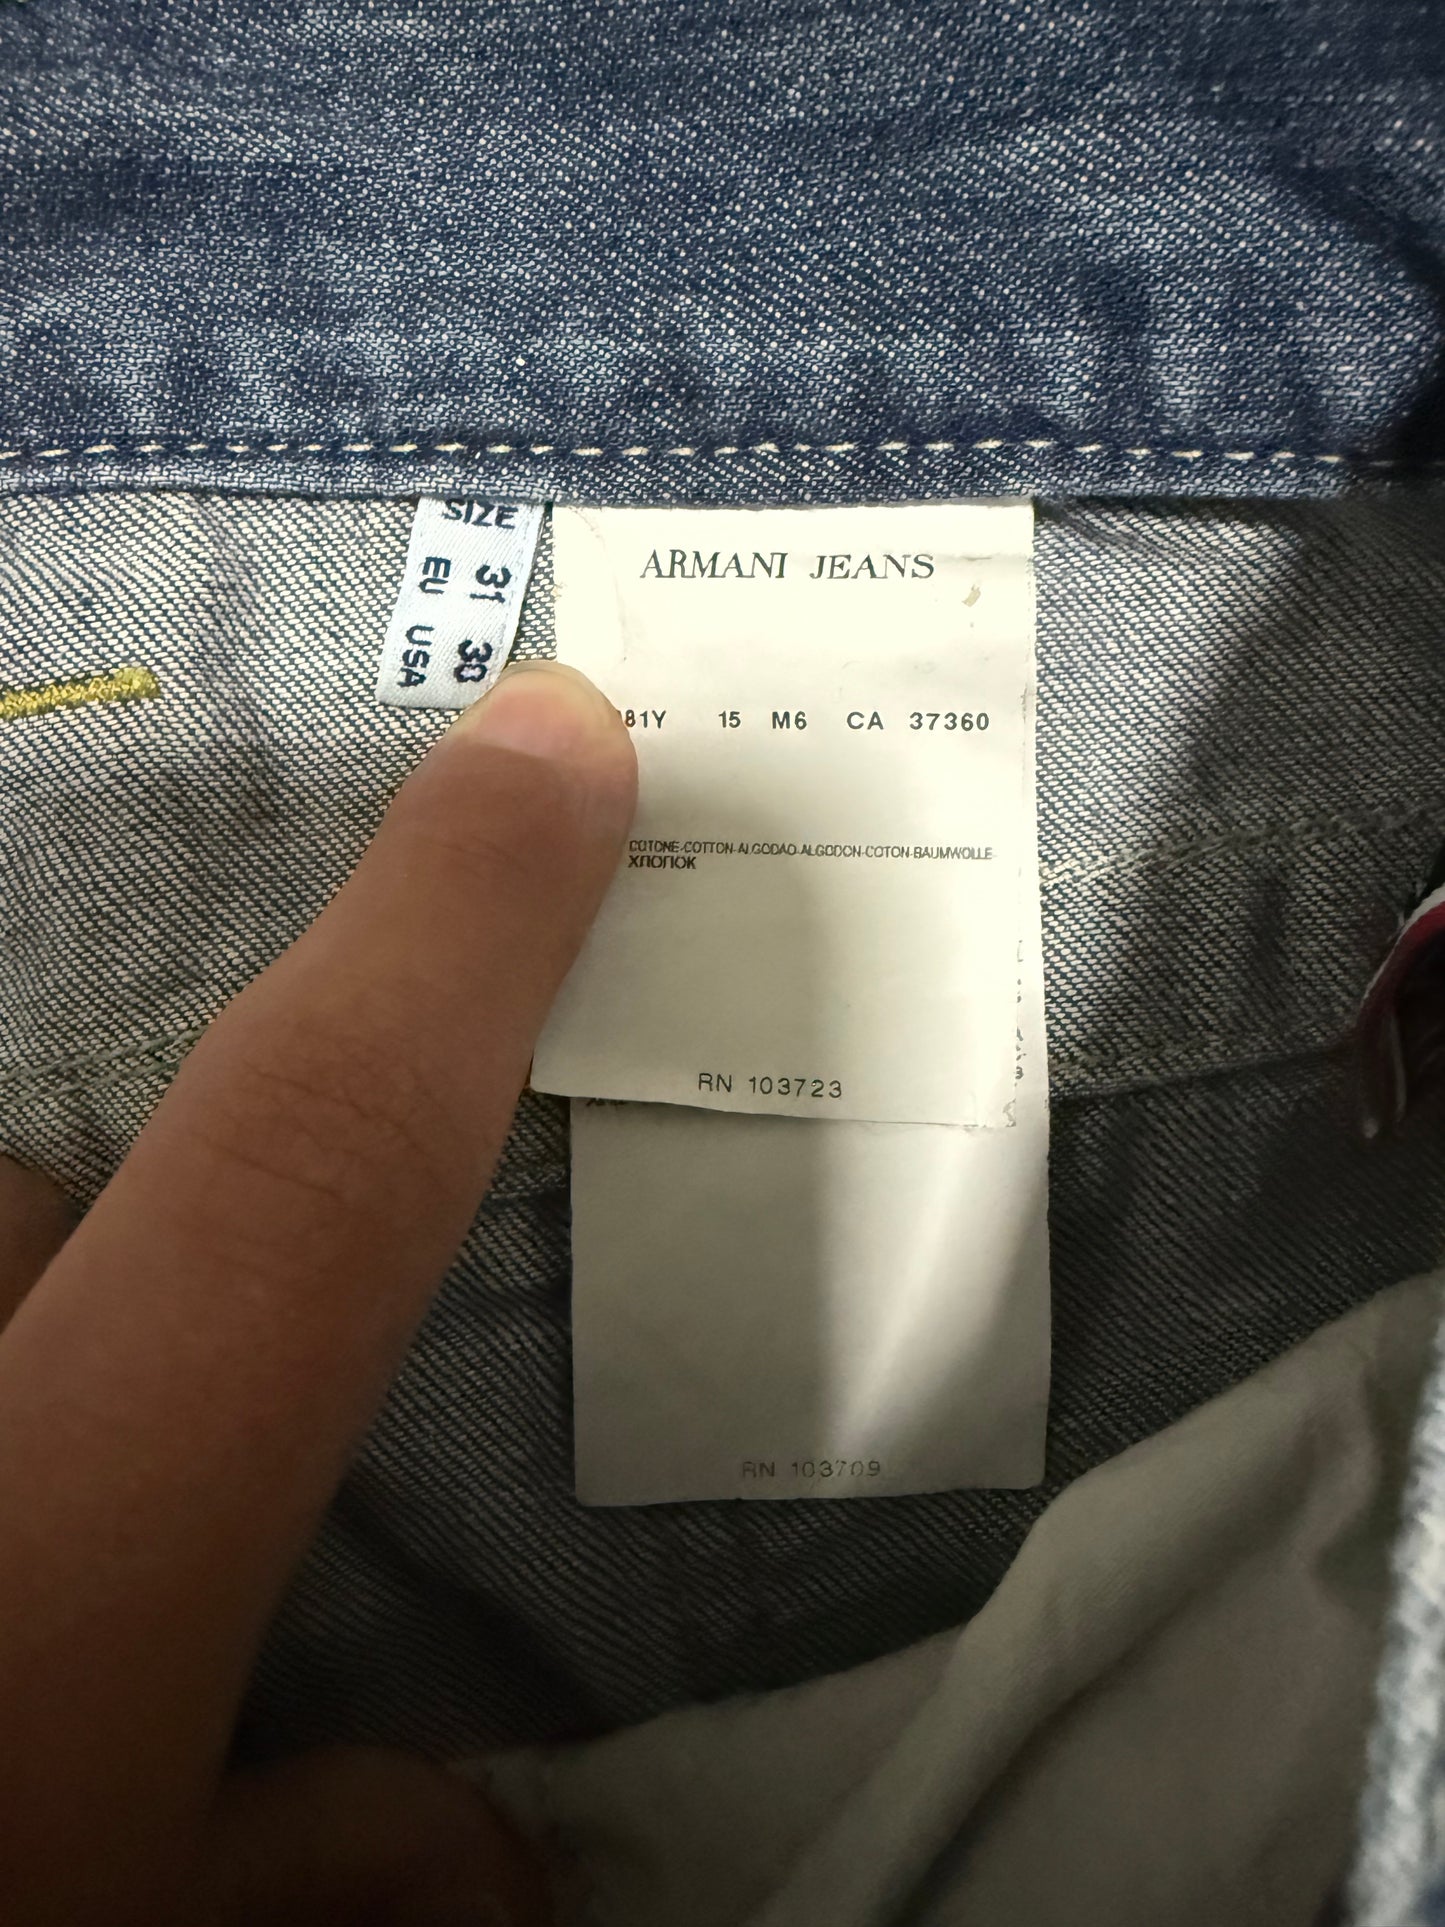 SIZE
31 30
EU USA
ARMANI JEANS
81Y 15 M6 CA 37360
COTONE-COTTON-ALGODAO-ALGODON-COTON-BAUMWOLLE-
ХЛОПОК
RN 103723
RN 103709